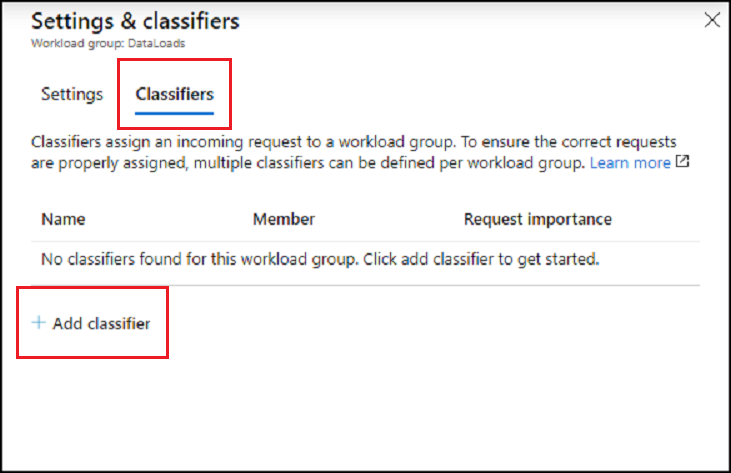 Settings & classifiers
Workload group: DataLoads
Settings Classifiers
Classifiers assign an incoming request to a workload group. To ensure the correct requests
are properly assigned, multiple classifiers can be defined per workload group. Learn more
Name Member Request importance
No classifiers found for this workload group. Click add classifier to get started.
+ Add classifier